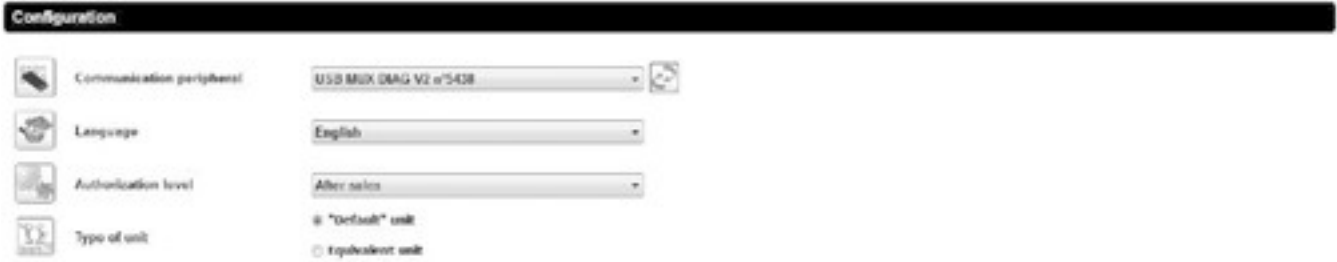 Configuration
Communication peripheral USB MUX DIAG V2 n°5438
Language English
Authorization level After sales
Type of unit "Default" unit
Equivalent unit